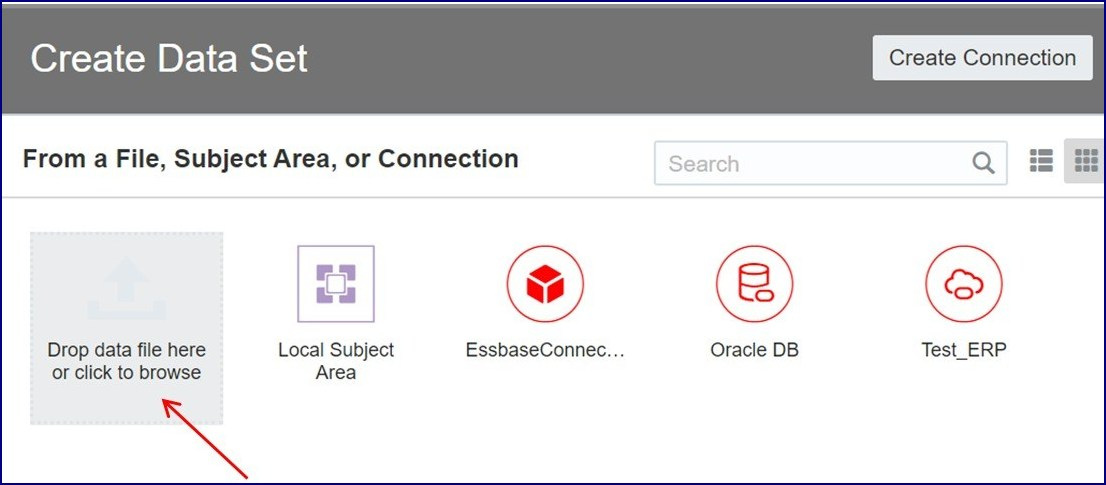 Create Data Set
Create Connection
From a File, Subject Area, or Connection
Search
Drop data file here
or click to browse
Local Subject
Area
EssbaseConnec...
Oracle DB
Test_ERP